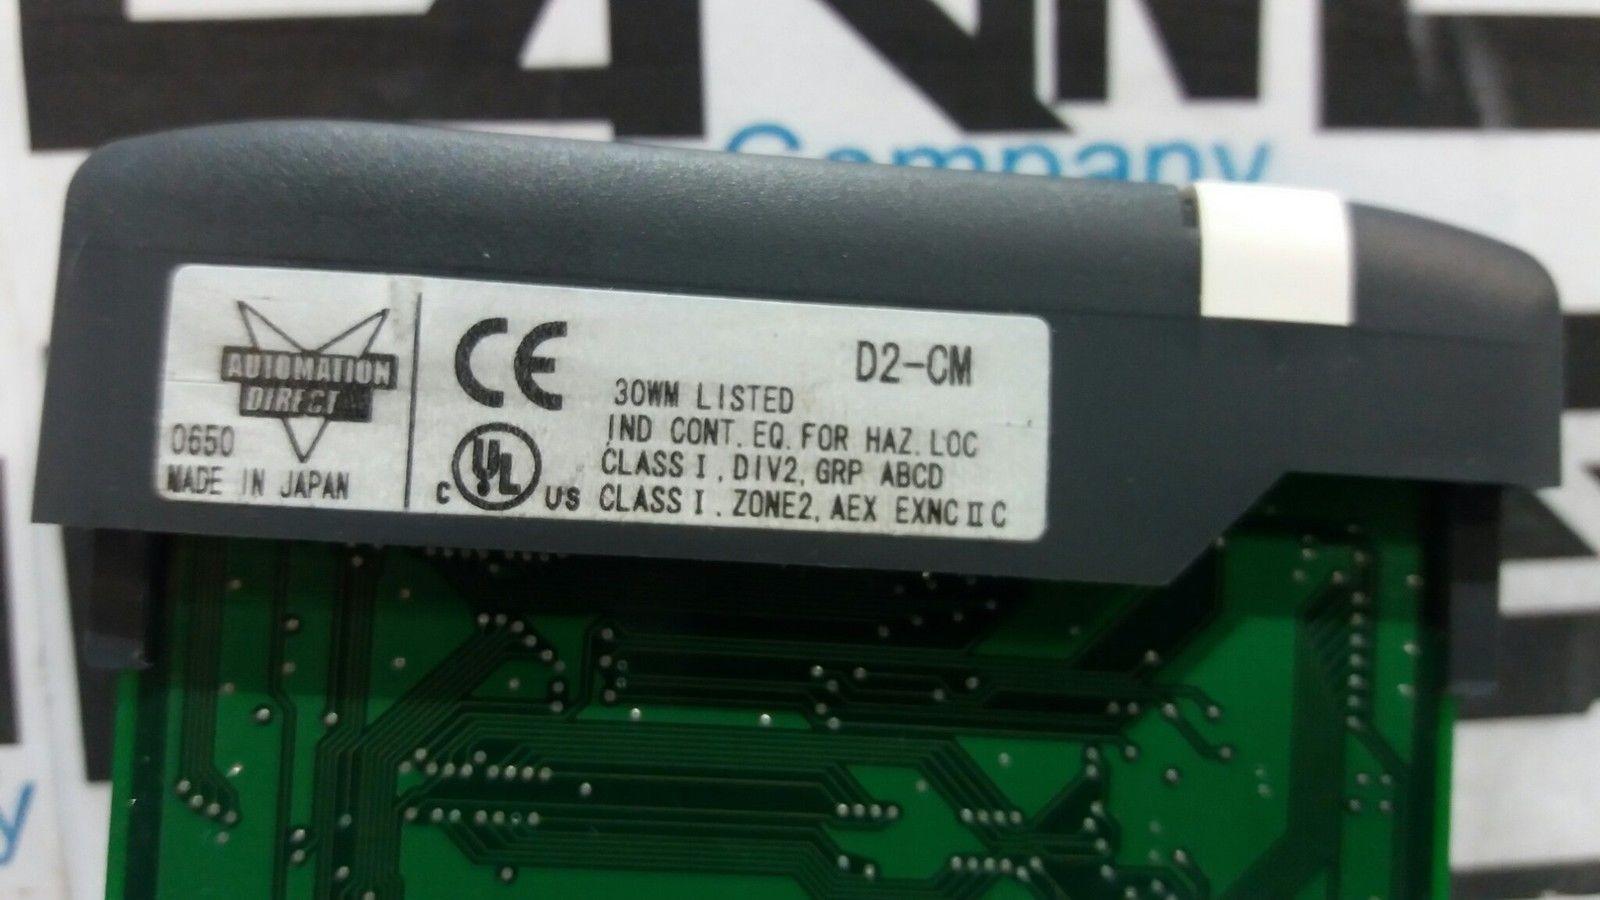 Company
AUTOMATION
DIRECT
0650
MADE IN JAPAN
CE
D2-CM
30WM LISTED
IND CONT. EQ. FOR HAZ. LOC
CLASS I, DIV2, GRP ABCD
C UL US
CLASS I, ZONE2, AEX EXNC II C
y